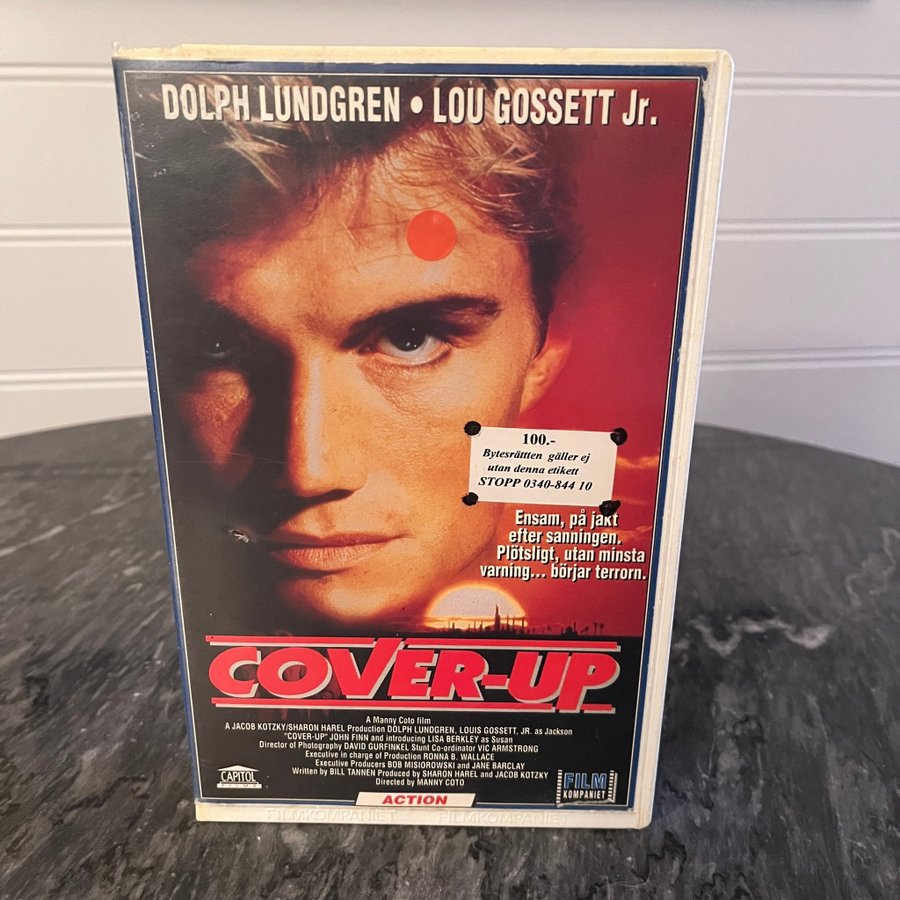 DOLPH LUNDGREN • LOU GOSSETT Jr.
100.-
Bytesrättten gäller ej
utan denna etikett
STOPP 0340-844 10
Ensam, på jakt
efter sanningen.
Plötsligt, utan minsta
varning... börjar terrorn.
COVER-UP
A Manny Coto film
A JACOB KOTZKY/SHARON HAREL Production DOLPH LUNDGREN, LOUIS GOSSETT, JR. as Jackson
"COVER-UP" JOHN FINN and introducing LISA BERKLEY as Susan
Director of Photography DAVID GURFINKEL Stunt Co-ordinator VIC ARMSTRONG
Executive in charge of Production RONNA B. WALLACE
Executive Producers BOB MISIOROWSKI and JANE BARCLAY
Written by BILL TANNEN Produced by SHARON HAREL and JACOB KOTZKY
Directed by MANNY COTO
CAPITOL
FILMS
FILM
KOMPANIET
ACTION
FILMKOMPANIET FILMKOMPANIET